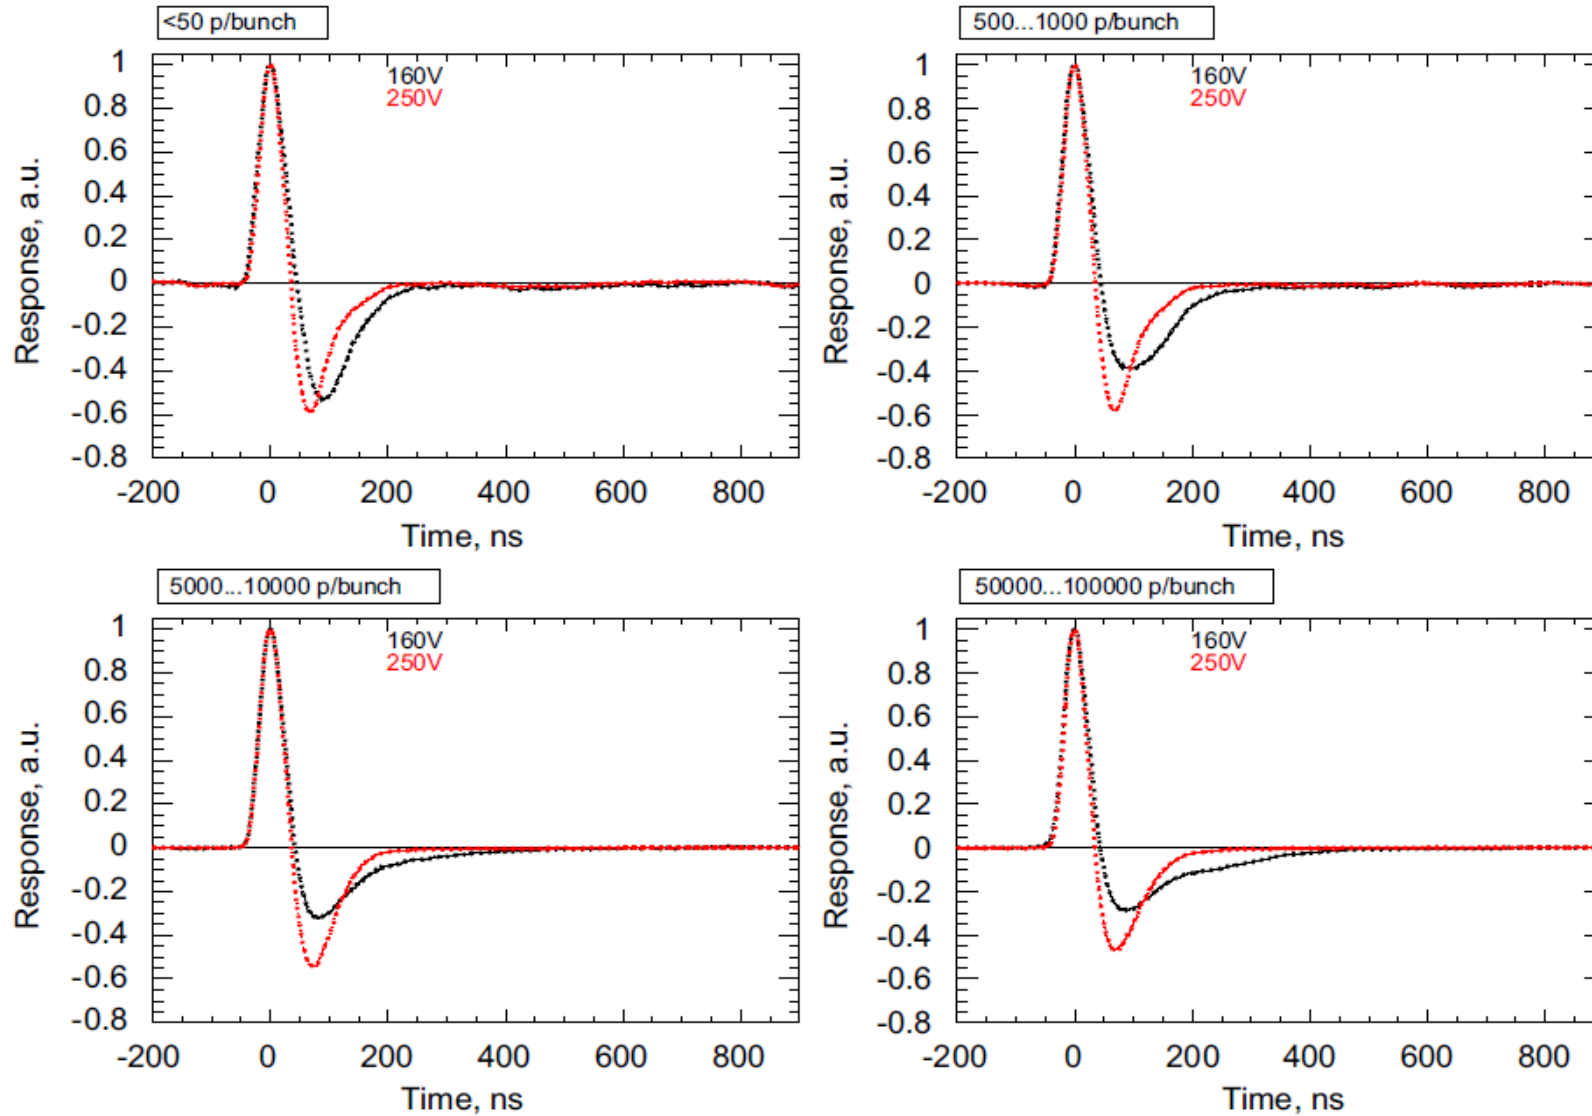 <50 p/bunch
1
0.8
0.6
0.4
0.2
0
-0.2
-0.4
-0.6
-0.8
Response, a.u.
160V
250V
-200 0 200 400 600 800
Time, ns
500...1000 p/bunch
1
0.8
0.6
0.4
0.2
0
-0.2
-0.4
-0.6
-0.8
Response, a.u.
160V
250V
-200 0 200 400 600 800
Time, ns
5000...10000 p/bunch
1
0.8
0.6
0.4
0.2
0
-0.2
-0.4
-0.6
-0.8
Response, a.u.
160V
250V
-200 0 200 400 600 800
Time, ns
50000...100000 p/bunch
1
0.8
0.6
0.4
0.2
0
-0.2
-0.4
-0.6
-0.8
Response, a.u.
160V
250V
-200 0 200 400 600 800
Time, ns